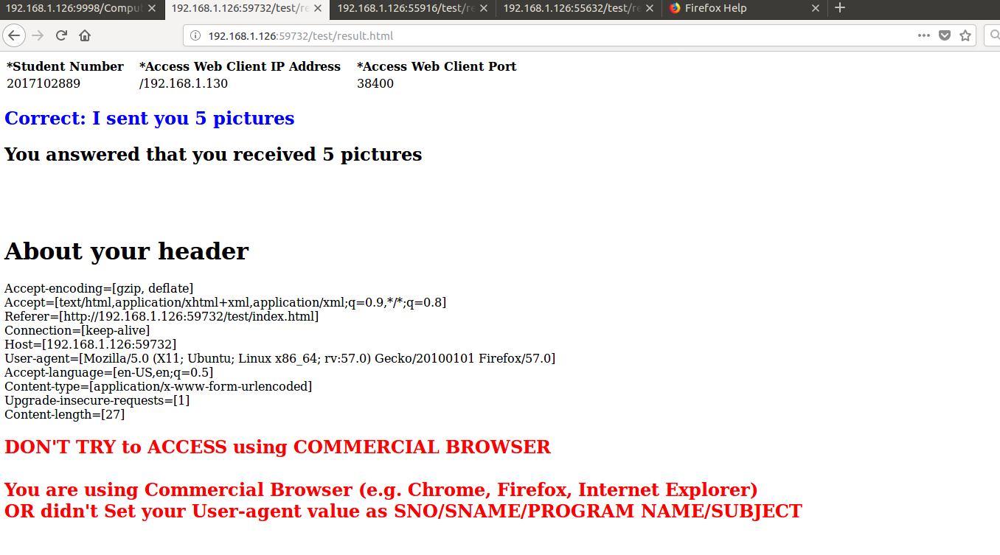 192.168.1.126:9998/Comput
192.168.1.126:59732/test/re
192.168.1.126:55916/test/re
192.168.1.126:55632/test/re
Firefox Help
192.168.1.126:59732/test/result.html
*Student Number *Access Web Client IP Address *Access Web Client Port
2017102889 /192.168.1.130 38400
Correct: I sent you 5 pictures
You answered that you received 5 pictures
About your header
Accept-encoding=[gzip, deflate]
Accept=[text/html,application/xhtml+xml,application/xml;q=0.9,*/*;q=0.8]
Referer=[http://192.168.1.126:59732/test/index.html]
Connection=[keep-alive]
Host=[192.168.1.126:59732]
User-agent=[Mozilla/5.0 (X11; Ubuntu; Linux x86_64; rv:57.0) Gecko/20100101 Firefox/57.0]
Accept-language=[en-US,en;q=0.5]
Content-type=[application/x-www-form-urlencoded]
Upgrade-insecure-requests=[1]
Content-length=[27]
DON'T TRY to ACCESS using COMMERCIAL BROWSER
You are using Commercial Browser (e.g. Chrome, Firefox, Internet Explorer)
OR didn't Set your User-agent value as SNO/SNAME/PROGRAM NAME/SUBJECT